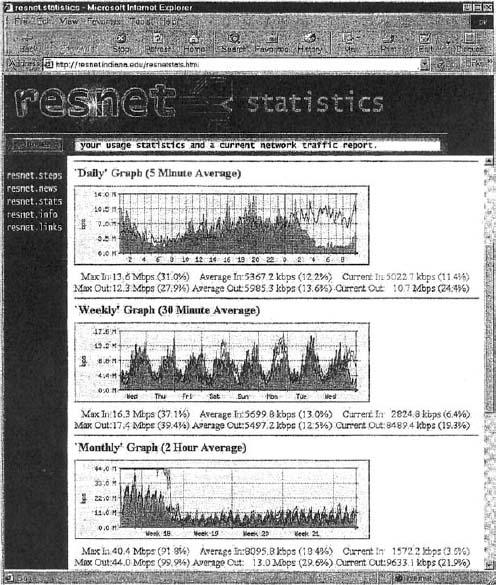 resnet.statistics - Microsoft Internet Explorer
File Edit View Favorites Tools Help
Back Stop Refresh Home Search Favorites History Mail Print Edit Discuss
Address http://resnet.indiana.edu/resnetstats.html Go
resnet statistics
your usage statistics and a current network traffic report.
resnet.steps
resnet.news
resnet.stats
resnet.info
resnet.links
`Daily' Graph (5 Minute Average)
14.0 M
10.5 M
7.0 M
0.0 M
2 4 6 8 10 12 14 16 18 20 22 0 2 4 6 8
Max In:13.6 Mbps (31.0%) Average In:5367.2 kbps (12.2%) Current In:5022.7 kbps (11.4%)
Max Out:12.3 Mbps (27.9%) Average Out:5985.3 kbps (13.6%) Current Out: 10.7 Mbps (24.4%)
`Weekly' Graph (30 Minute Average)
17.6 M
0.0 M
Wed Thu Fri Sat Sun Mon Tue Wed
Max In:16.3 Mbps (37.1%) Average In:5699.8 kbps (13.0%) Current In: 2824.8 kbps (6.4%)
Max Out:17.4 Mbps (39.4%) Average Out:5497.2 kbps (12.5%) Current Out:8489.4 kbps (19.3%)
`Monthly' Graph (2 Hour Average)
44.0 M
33.0 M
22.0 M
11.0 M
0.0 M
Week 18 Week 19 Week 20 Week 21
Max In:40.4 Mbps (91.8%) Average In:8095.8 kbps (18.4%) Current In: 1572.2 kbps (3.6%)
Max Out:44.0 Mbps (99.9%) Average Out: 13.0 Mbps (29.6%) Current Out:9633.1 kbps (21.9%)